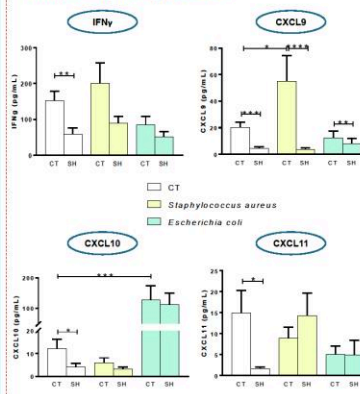 IFNγ
CXCL9
IFNg (pg/mL)
300
200
100
0
**
CT SH CT SH CT SH
CXCL9 (pg/mL)
80
60
40
20
0
* ****
***
**
CT SH CT SH CT SH
CT
Staphylococcus aureus
Escherichia coli
CXCL10
CXCL11
CXCL10 (pg/mL)
200
100
20
10
0
***
*
CT SH CT SH CT SH
CXCL11 (pg/mL)
25
20
15
10
5
0
*
CT SH CT SH CT SH